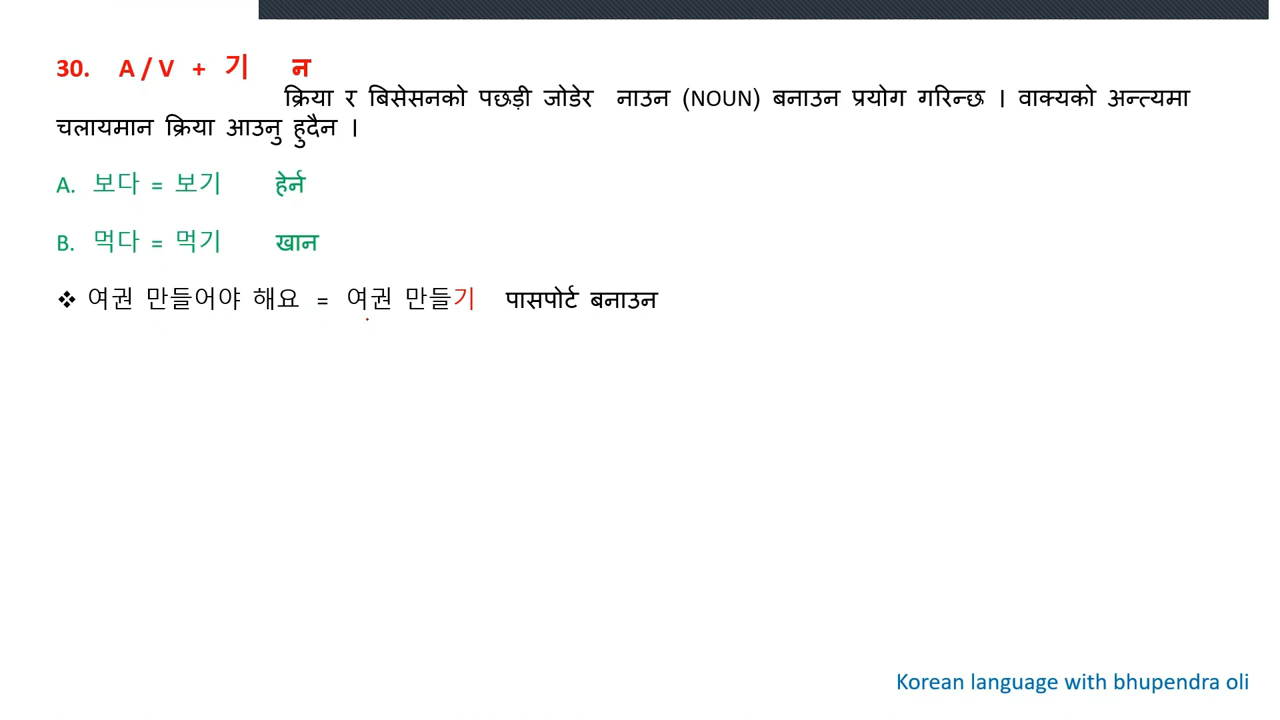 30. A / V + 기 न
क्रिया र बिसेसनको पछड़ी जोडेर नाउन (NOUN) बनाउन प्रयोग गरिन्छ । वाक्यको अन्त्यमा
चलायमान क्रिया आउनु हुदैन ।
A. 보다 = 보기 हेर्न
B. 먹다 = 먹기 खान
❖ 여권 만들어야 해요 = 여권 만들기 पासपोर्ट बनाउन
Korean language with bhupendra oli